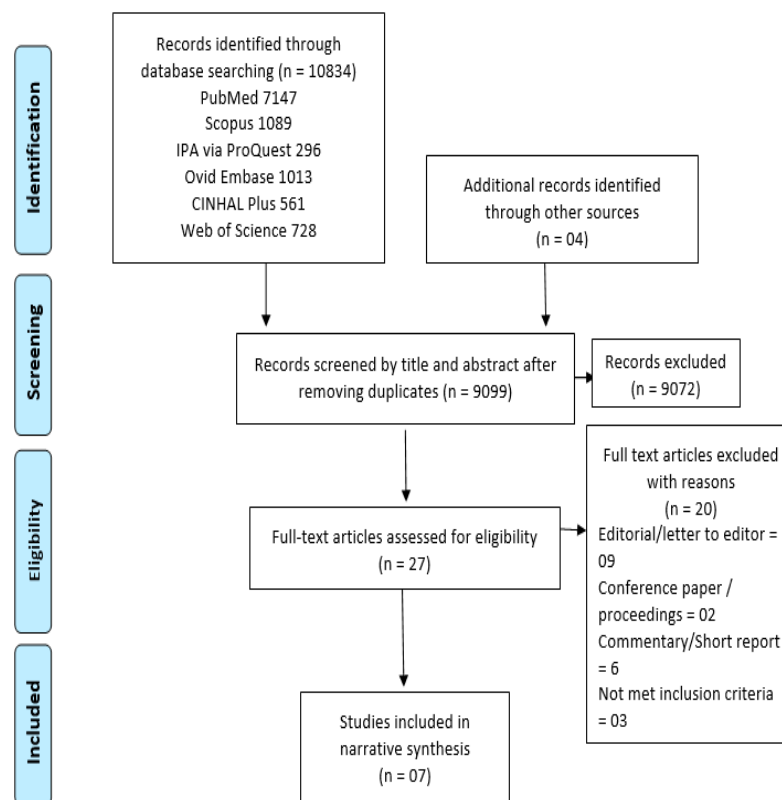 Identification
Records identified through
database searching (n = 10834)
PubMed 7147
Scopus 1089
IPA via ProQuest 296
Ovid Embase 1013
CINHAL Plus 561
Web of Science 728
Additional records identified
through other sources
(n = 04)
Screening
Records screened by title and abstract after
removing duplicates (n = 9099)
Records excluded
(n = 9072)
Eligibility
Full-text articles assessed for eligibility
(n = 27)
Full text articles excluded
with reasons
(n = 20)
Editorial/letter to editor =
09
Conference paper /
proceedings = 02
Commentary/Short report
= 6
Not met inclusion criteria
= 03
Included
Studies included in
narrative synthesis
(n = 07)